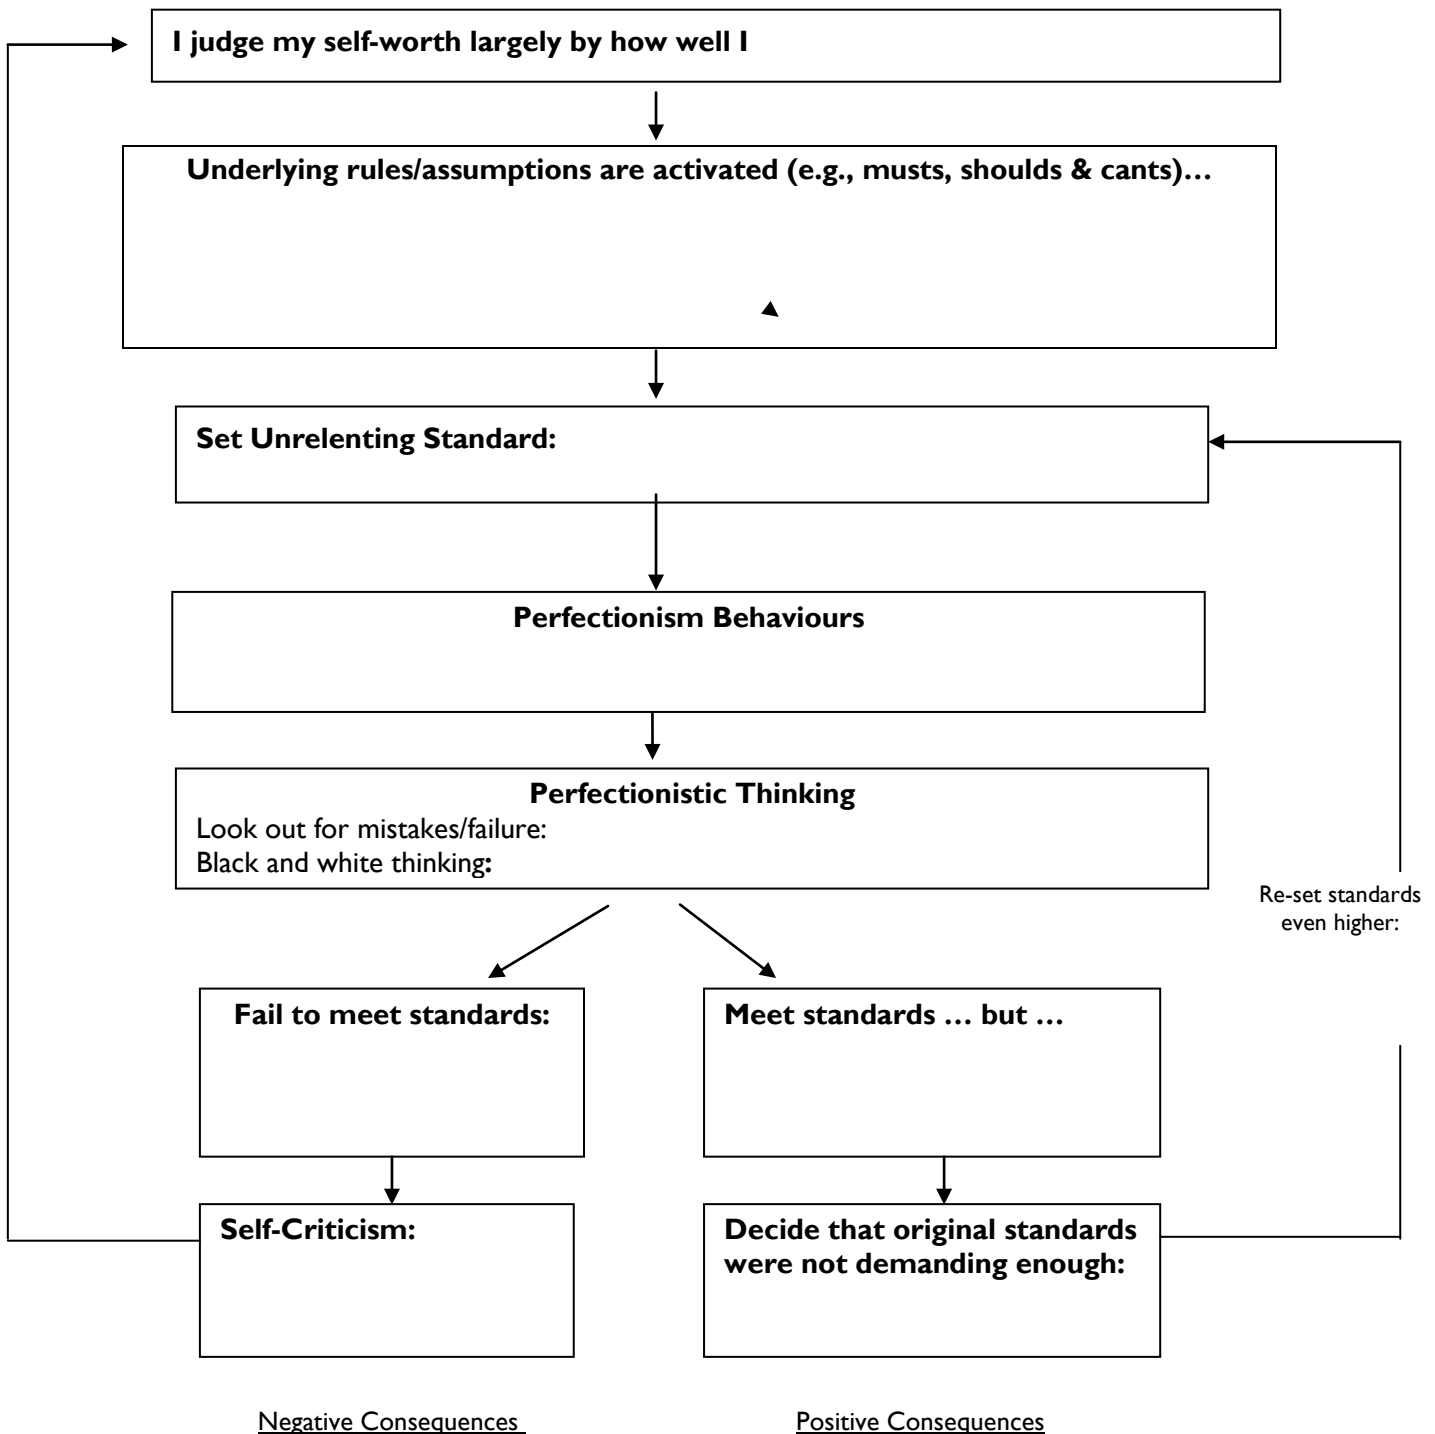 I judge my self-worth largely by how well I
Underlying rules/assumptions are activated (e.g., musts, shoulds & cants)…
Set Unrelenting Standard:
Perfectionism Behaviours
Perfectionistic Thinking
Look out for mistakes/failure:
Black and white thinking:
Re-set standards
even higher:
Fail to meet standards:
Meet standards … but …
Self-Criticism:
Decide that original standards
were not demanding enough:
Negative Consequences
Positive Consequences